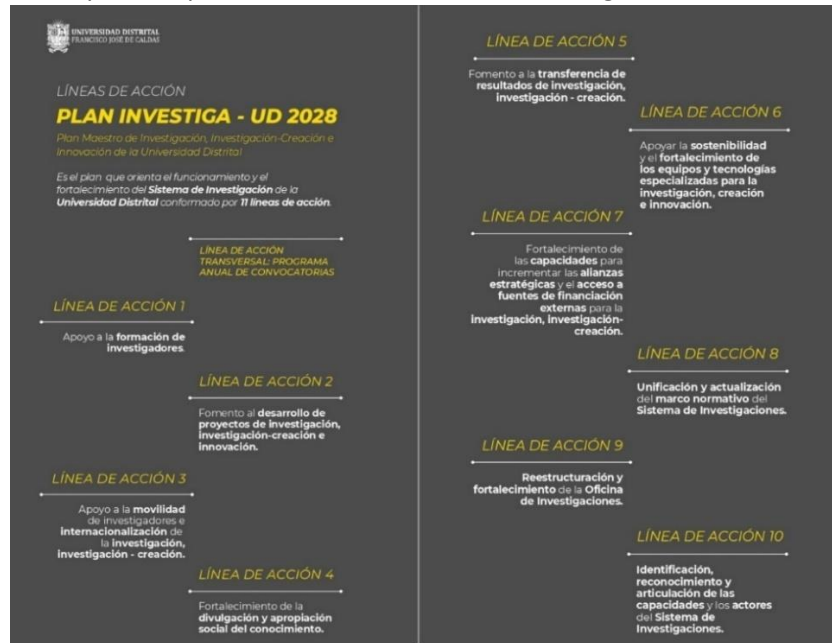 UNIVERSIDAD DISTRITAL
FRANCISCO JOSÉ DE CALDAS
LÍNEAS DE ACCIÓN
PLAN INVESTIGA - UD 2028
Plan Maestro de Investigación, Investigación-Creación e
Innovación de la Universidad Distrital
Es el plan que orienta el funcionamiento y el
fortalecimiento del Sistema de Investigación de la
Universidad Distrital conformado por 11 líneas de acción.
LÍNEA DE ACCIÓN
TRANSVERSAL: PROGRAMA
ANUAL DE CONVOCATORIAS
LÍNEA DE ACCIÓN 1
Apoyo a la formación de
investigadores.
LÍNEA DE ACCIÓN 2
Fomento al desarrollo de
proyectos de investigación,
investigación-creación e
innovación.
LÍNEA DE ACCIÓN 3
Apoyo a la movilidad
de investigadores e
internacionalización de
la investigación,
investigación - creación.
LÍNEA DE ACCIÓN 4
Fortalecimiento de la
divulgación y apropiación
social del conocimiento.
LÍNEA DE ACCIÓN 5
Fomento a la transferencia de
resultados de investigación,
investigación - creación.
LÍNEA DE ACCIÓN 6
Apoyar la sostenibilidad
y el fortalecimiento de
los equipos y tecnologías
especializadas para la
investigación, creación
e innovación.
LÍNEA DE ACCIÓN 7
Fortalecimiento de
las capacidades para
incrementar las alianzas
estratégicas y el acceso a
fuentes de financiación
externas para la
investigación, investigación-
creación.
LÍNEA DE ACCIÓN 8
Unificación y actualización
del marco normativo del
Sistema de Investigaciones.
LÍNEA DE ACCIÓN 9
Reestructuración y
fortalecimiento de la Oficina
de Investigaciones.
LÍNEA DE ACCIÓN 10
Identificación,
reconocimiento y
articulación de las
capacidades y los actores
del Sistema de
Investigaciones.